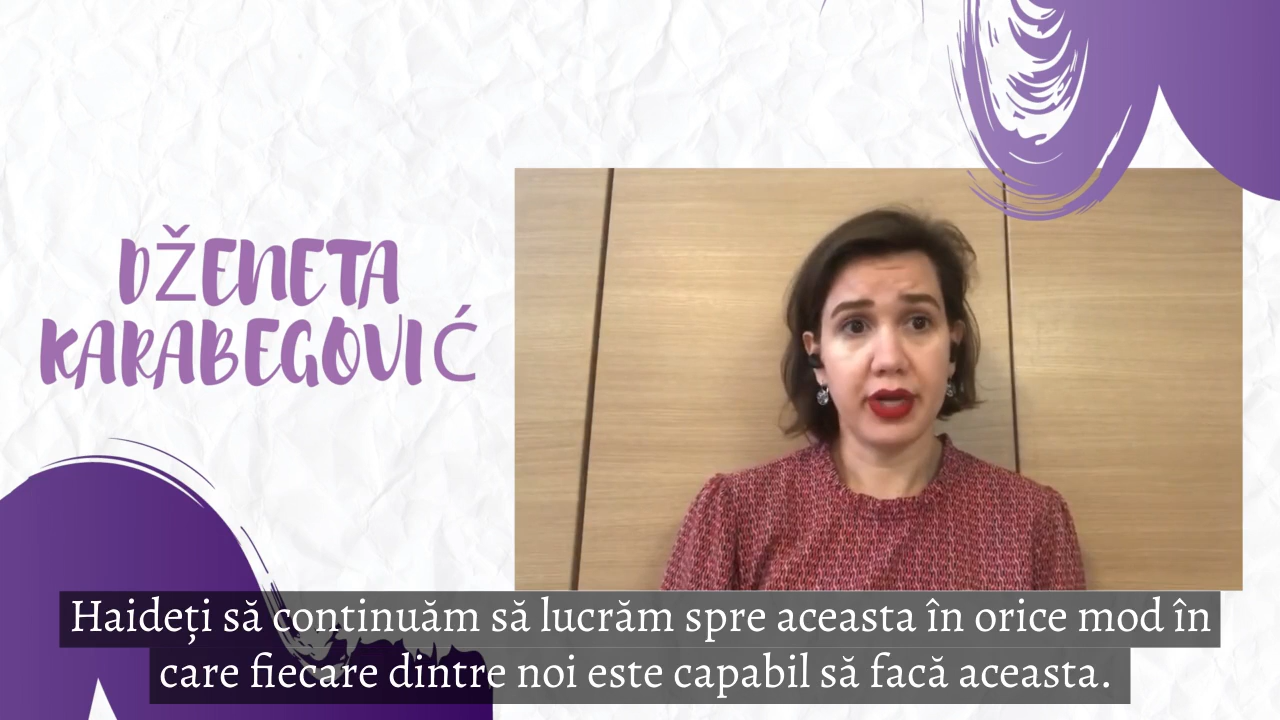 DŽENETA
KARABEGOVIĆ
Haideți să continuăm să lucrăm spre aceasta în orice mod în
care fiecare dintre noi este capabil să facă aceasta.